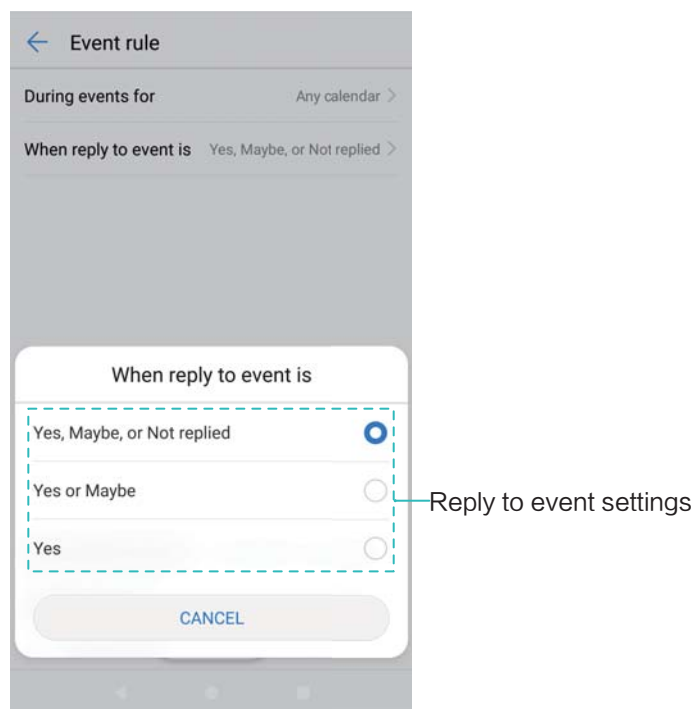 Event rule
During events for Any calendar >
When reply to event is Yes, Maybe, or Not replied >
When reply to event is
Yes, Maybe, or Not replied
Yes or Maybe
Reply to event settings
Yes
CANCEL